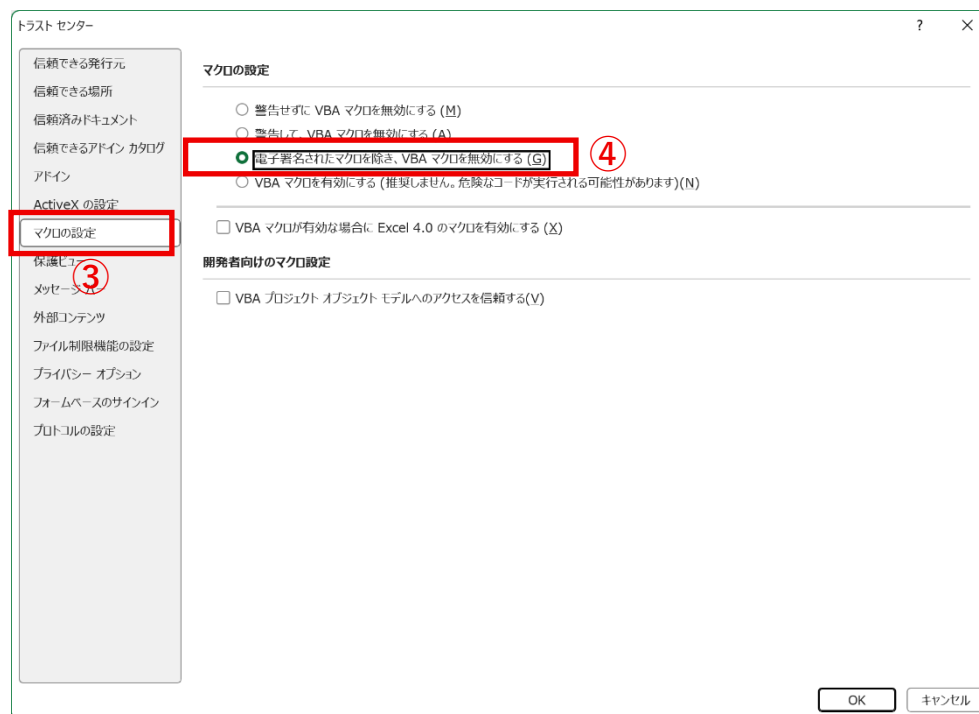 トラスト センター
? ×
信頼できる発行元
信頼できる場所
信頼済みドキュメント
信頼できるアドイン カタログ
アドイン
ActiveX の設定
マクロの設定
③
保護ビュー
メッセージ バー
外部コンテンツ
ファイル制限機能の設定
プライバシー オプション
フォームベースのサインイン
プロトコルの設定
マクロの設定
警告せずに VBA マクロを無効にする (M)
警告して、VBA マクロを無効にする (A)
電子署名されたマクロを除き、VBA マクロを無効にする (G)
④
VBA マクロを有効にする (推奨しません。危険なコードが実行される可能性があります)(N)
VBA マクロが有効な場合に Excel 4.0 のマクロを有効にする (X)
開発者向けのマクロ設定
VBA プロジェクト オブジェクト モデルへのアクセスを信頼する(V)
OK
キャンセル